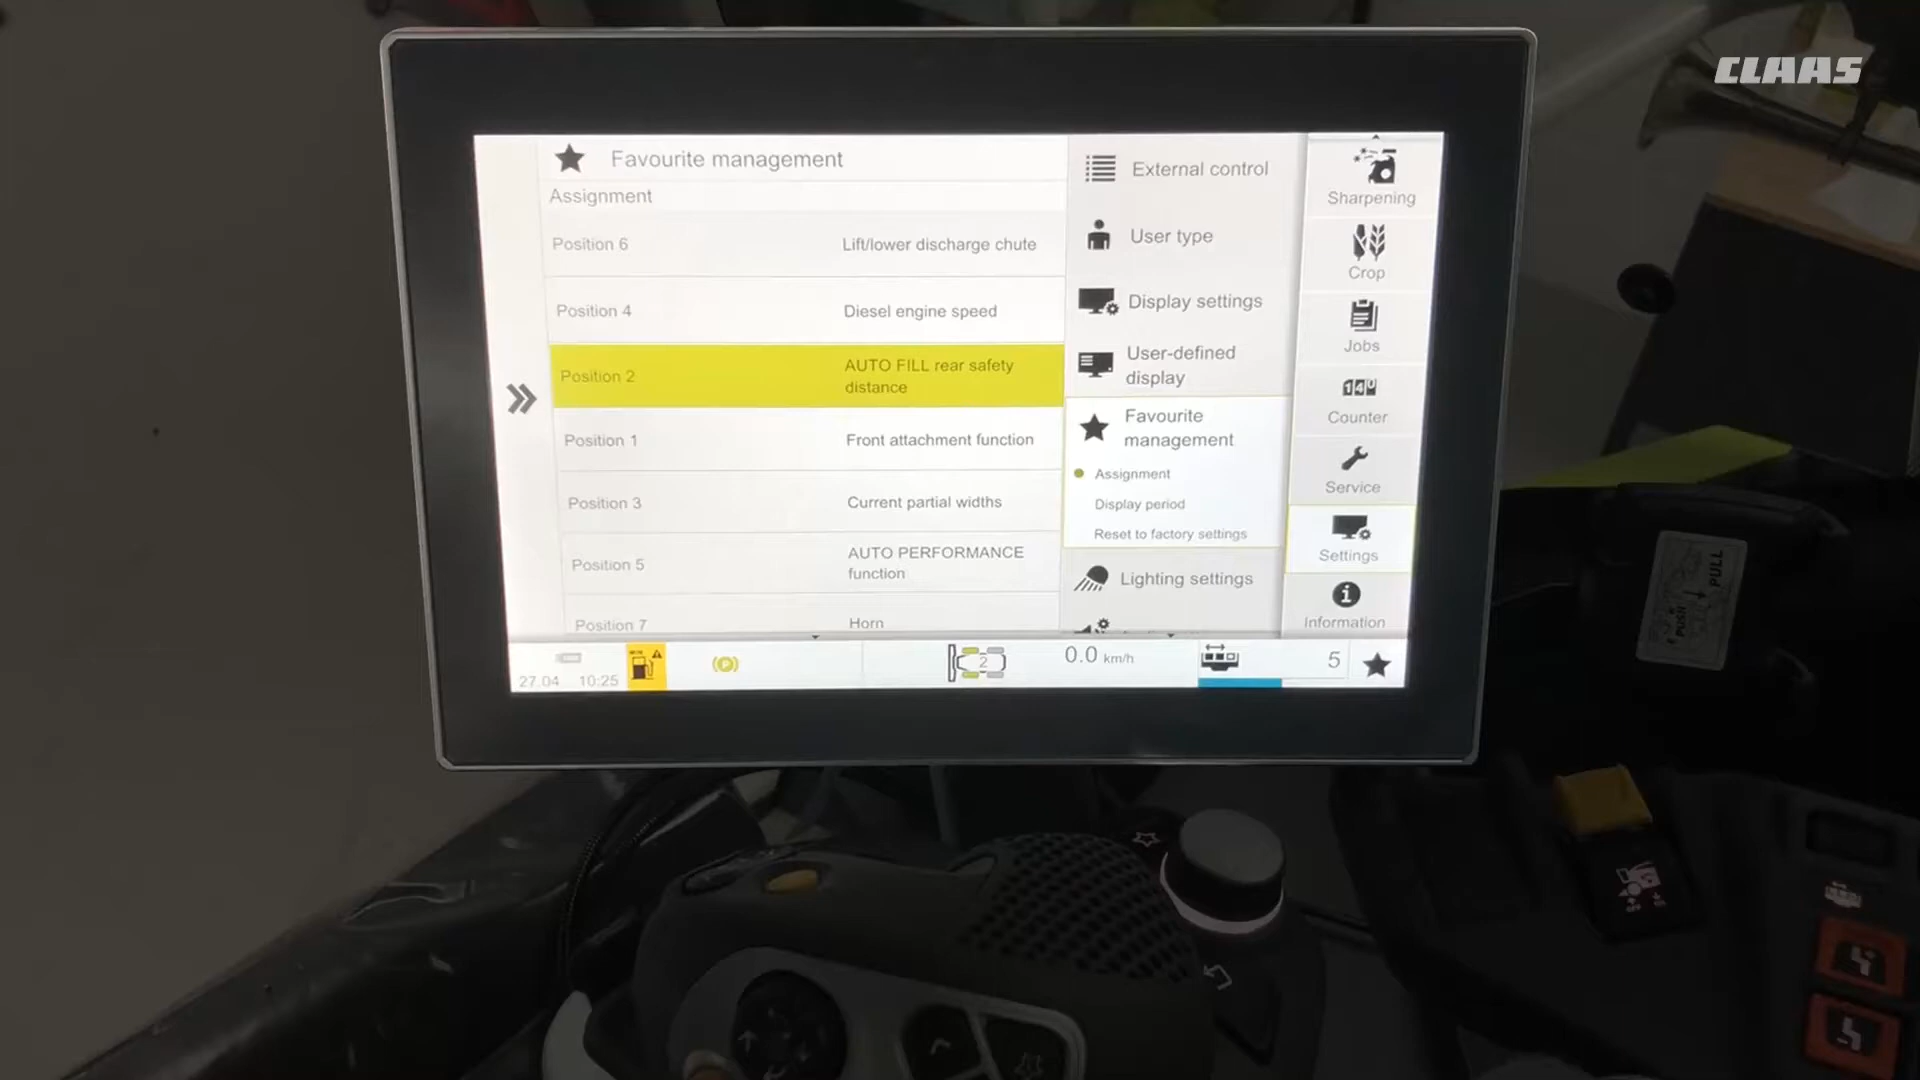 CLAAS
Favourite management
Assignment
Position 6 Lift/lower discharge chute
Position 4 Diesel engine speed
Position 2 AUTO FILL rear safety
distance
Position 1 Front attachment function
Position 3 Current partial widths
Position 5 AUTO PERFORMANCE
function
Position 7 Horn
External control
User type
Display settings
User-defined
display
Favourite
management
Assignment
Display period
Reset to factory settings
Lighting settings
Sharpening
Crop
Jobs
Counter
Service
Settings
Information
27.04 10:25
2
0.0 km/h
5
PULL
PUSH